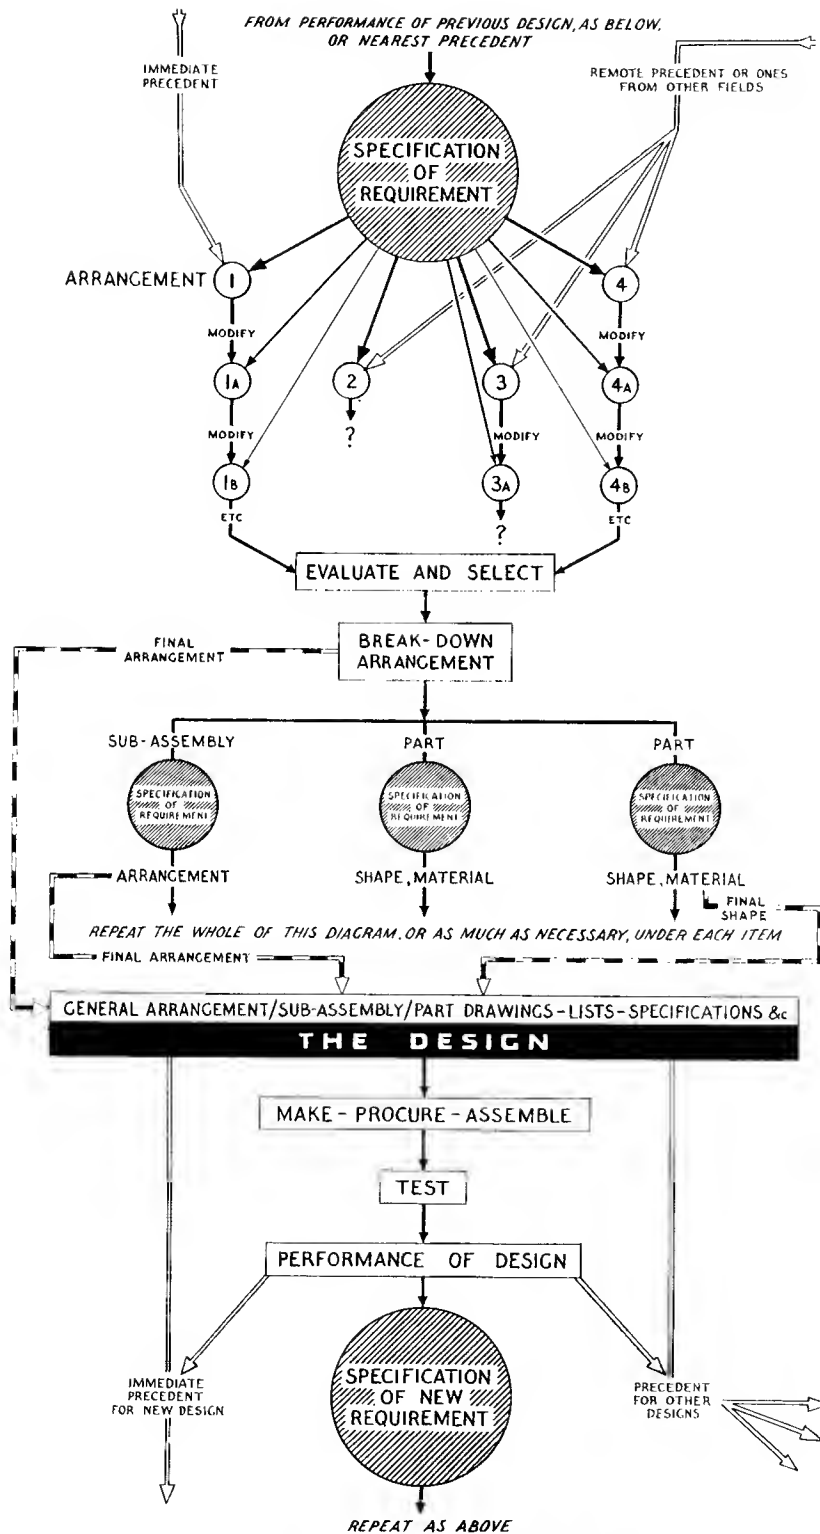 FROM PERFORMANCE OF PREVIOUS DESIGN, AS BELOW,
OR NEAREST PRECEDENT
IMMEDIATE
PRECEDENT
REMOTE PRECEDENT OR ONES
FROM OTHER FIELDS
SPECIFICATION
OF
REQUIREMENT
ARRANGEMENT
1
4
MODIFY
MODIFY
1A
2
3
4A
MODIFY
?
MODIFY
MODIFY
1B
3A
4B
ETC
?
ETC
EVALUATE AND SELECT
FINAL
ARRANGEMENT
BREAK-DOWN
ARRANGEMENT
SUB-ASSEMBLY
PART
PART
SPECIFICATION
OF
REQUIREMENT
SPECIFICATION
OF
REQUIREMENT
SPECIFICATION
OF
REQUIREMENT
ARRANGEMENT
SHAPE, MATERIAL
SHAPE, MATERIAL
FINAL
SHAPE
REPEAT THE WHOLE OF THIS DIAGRAM, OR AS MUCH AS NECESSARY, UNDER EACH ITEM
FINAL ARRANGEMENT
GENERAL ARRANGEMENT/SUB-ASSEMBLY/PART DRAWINGS-LISTS-SPECIFICATIONS &c
THE DESIGN
MAKE-PROCURE-ASSEMBLE
TEST
PERFORMANCE OF DESIGN
IMMEDIATE
PRECEDENT
FOR NEW DESIGN
SPECIFICATION
OF NEW
REQUIREMENT
PRECEDENT
FOR OTHER
DESIGNS
REPEAT AS ABOVE